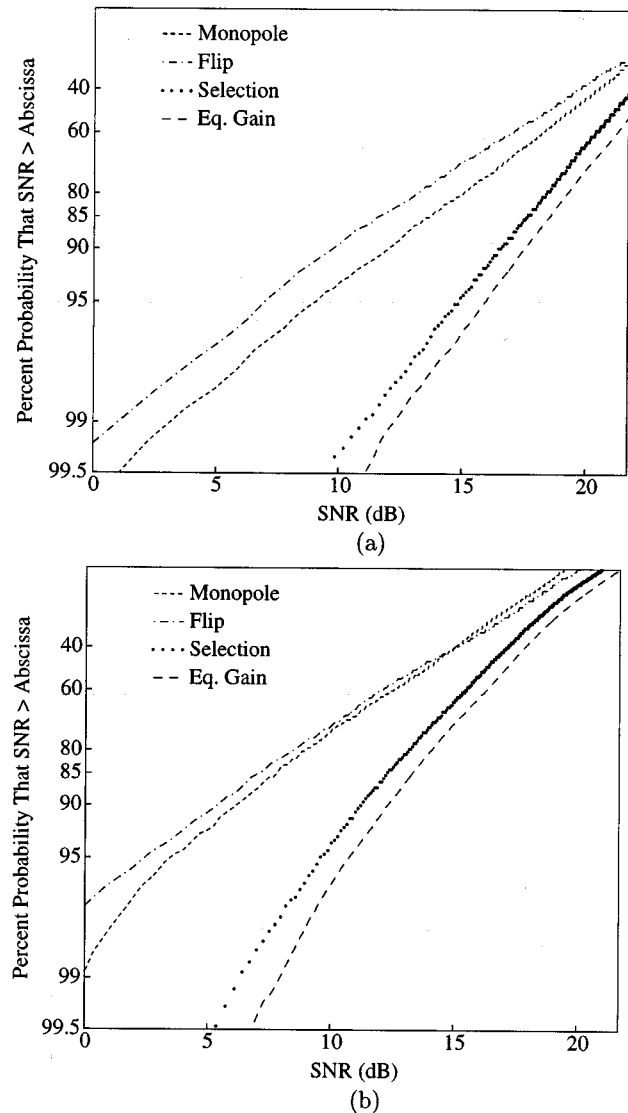 Monopole
Flip
Selection
Eq. Gain
Percent Probability That SNR > Abscissa
40
60
80
85
90
95
99
99.5
0
5
10
15
20
SNR (dB)
(a)
Monopole
Flip
Selection
Eq. Gain
Percent Probability That SNR > Abscissa
40
60
80
85
90
95
99
99.5
0
5
10
15
20
SNR (dB)
(b)